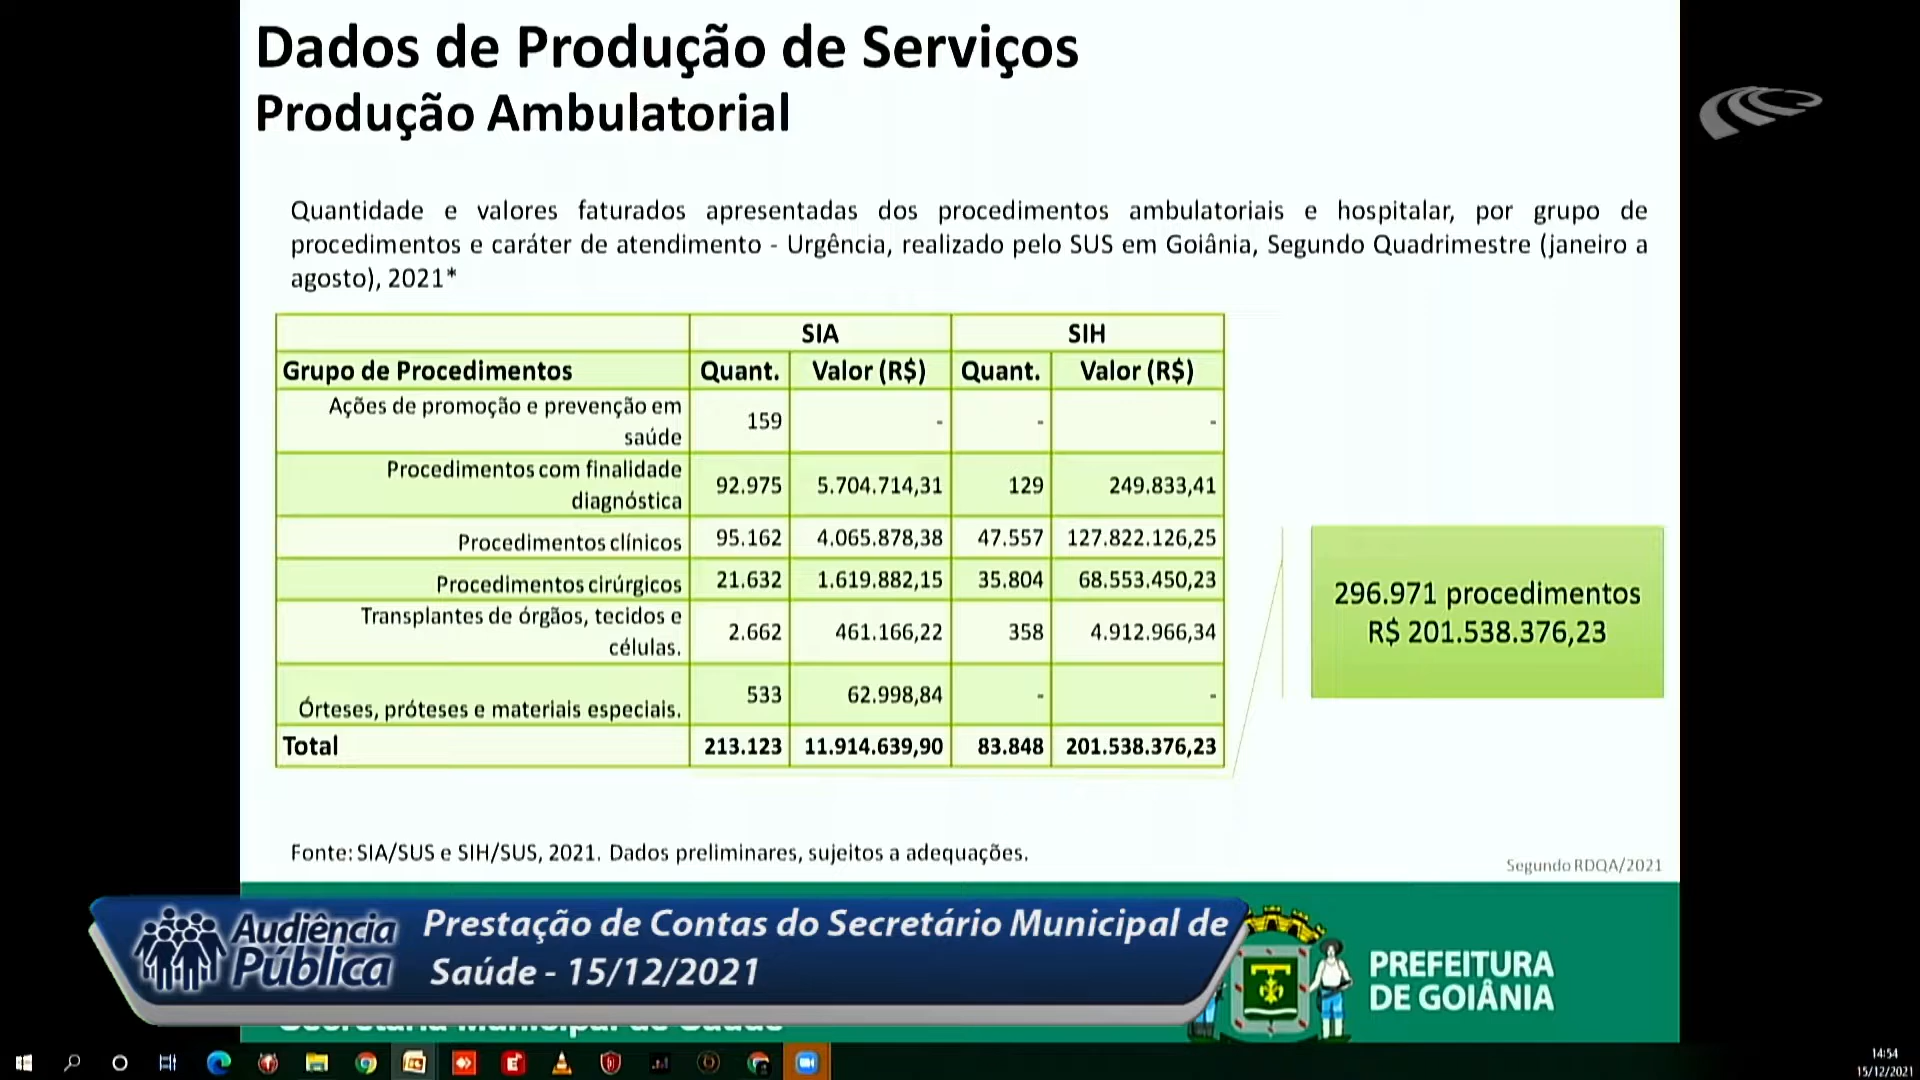 Dados de Produção de Serviços
Produção Ambulatorial
Quantidade e valores faturados apresentadas dos procedimentos ambulatoriais e hospitalar, por grupo de
procedimentos e caráter de atendimento - Urgência, realizado pelo SUS em Goiânia, Segundo Quadrimestre (janeiro a
agosto), 2021*
SIA SIH
Grupo de Procedimentos Quant. Valor (R$) Quant. Valor (R$)
Ações de promoção e prevenção em
saúde 159 - - -
Procedimentos com finalidade
diagnóstica 92.975 5.704.714,31 129 249.833,41
Procedimentos clínicos 95.162 4.065.878,38 47.557 127.822.126,25
Procedimentos cirúrgicos 21.632 1.619.882,15 35.804 68.553.450,23
Transplantes de órgãos, tecidos e
células. 2.662 461.166,22 358 4.912.966,34
Órteses, próteses e materiais especiais. 533 62.998,84 - -
Total 213.123 11.914.639,90 83.848 201.538.376,23
296.971 procedimentos
R$ 201.538.376,23
Fonte: SIA/SUS e SIH/SUS, 2021. Dados preliminares, sujeitos a adequações.
Segundo RDQA/2021
Audiência
Pública
Prestação de Contas do Secretário Municipal de
Saúde - 15/12/2021
PREFEITURA
DE GOIÂNIA
14:54
15/12/2021